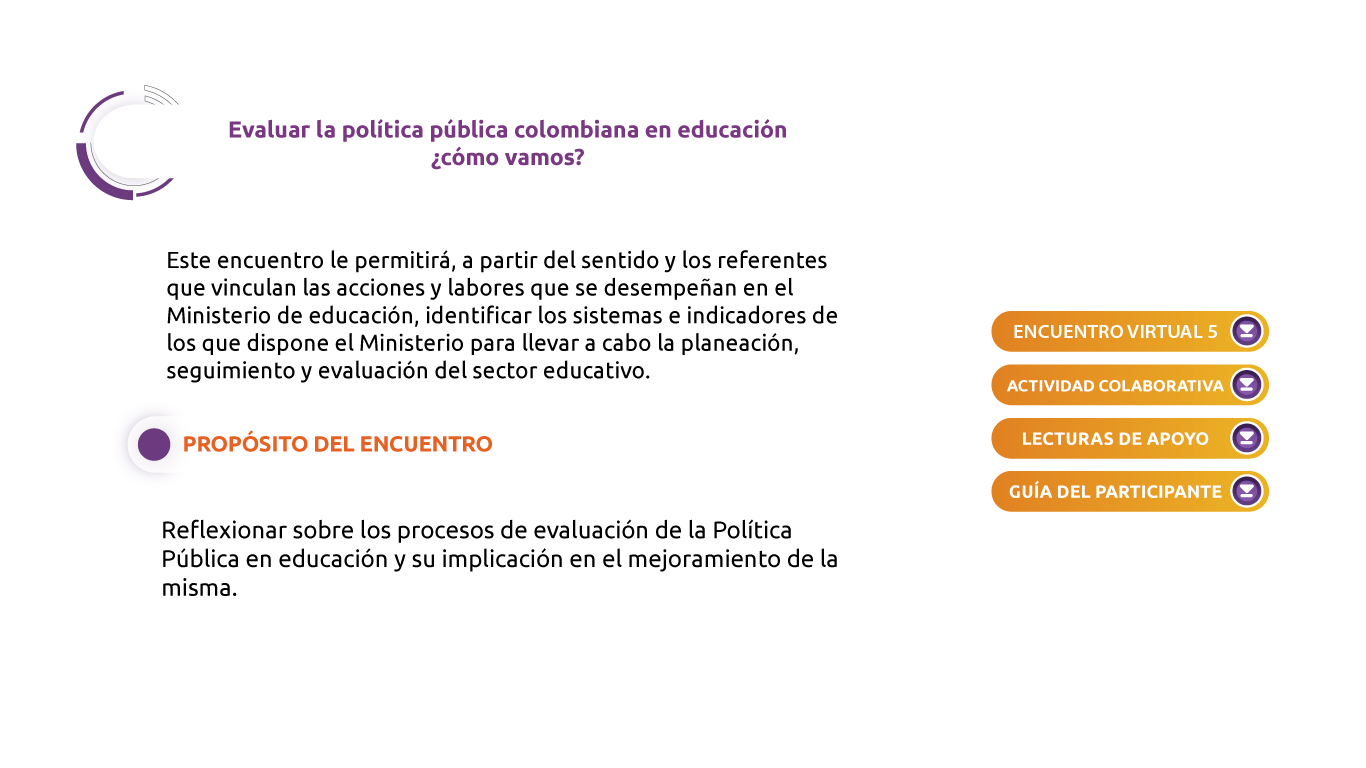 Evaluar la política pública colombiana en educación
¿cómo vamos?
Este encuentro le permitirá, a partir del sentido y los referentes
que vinculan las acciones y labores que se desempeñan en el
Ministerio de educación, identificar los sistemas e indicadores de
los que dispone el Ministerio para llevar a cabo la planeación,
seguimiento y evaluación del sector educativo.
PROPÓSITO DEL ENCUENTRO
Reflexionar sobre los procesos de evaluación de la Política
Pública en educación y su implicación en el mejoramiento de la
misma.
ENCUENTRO VIRTUAL 5
ACTIVIDAD COLABORATIVA
LECTURAS DE APOYO
GUÍA DEL PARTICIPANTE